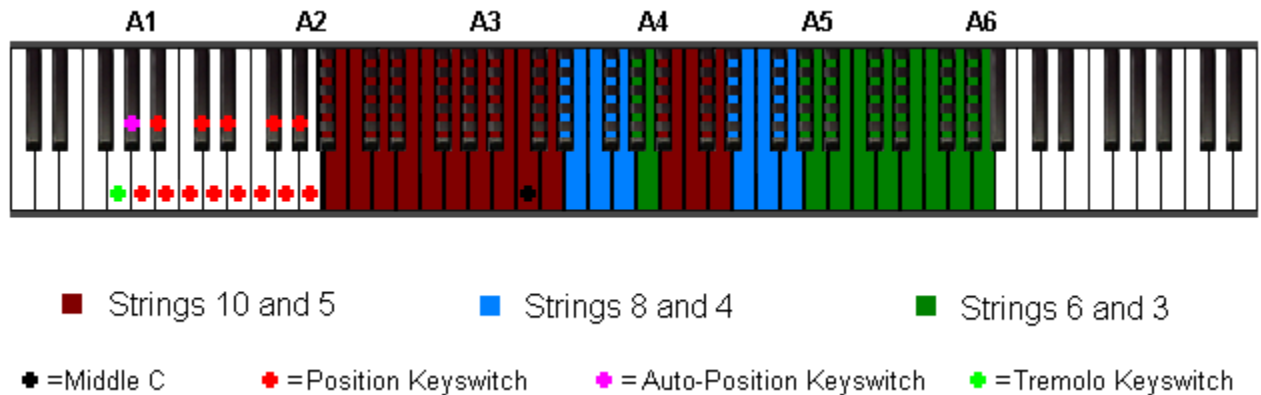 A1 A2 A3 A4 A5 A6
Strings 10 and 5 Strings 8 and 4 Strings 6 and 3
=Middle C =Position Keyswitch = Auto-Position Keyswitch =Tremolo Keyswitch